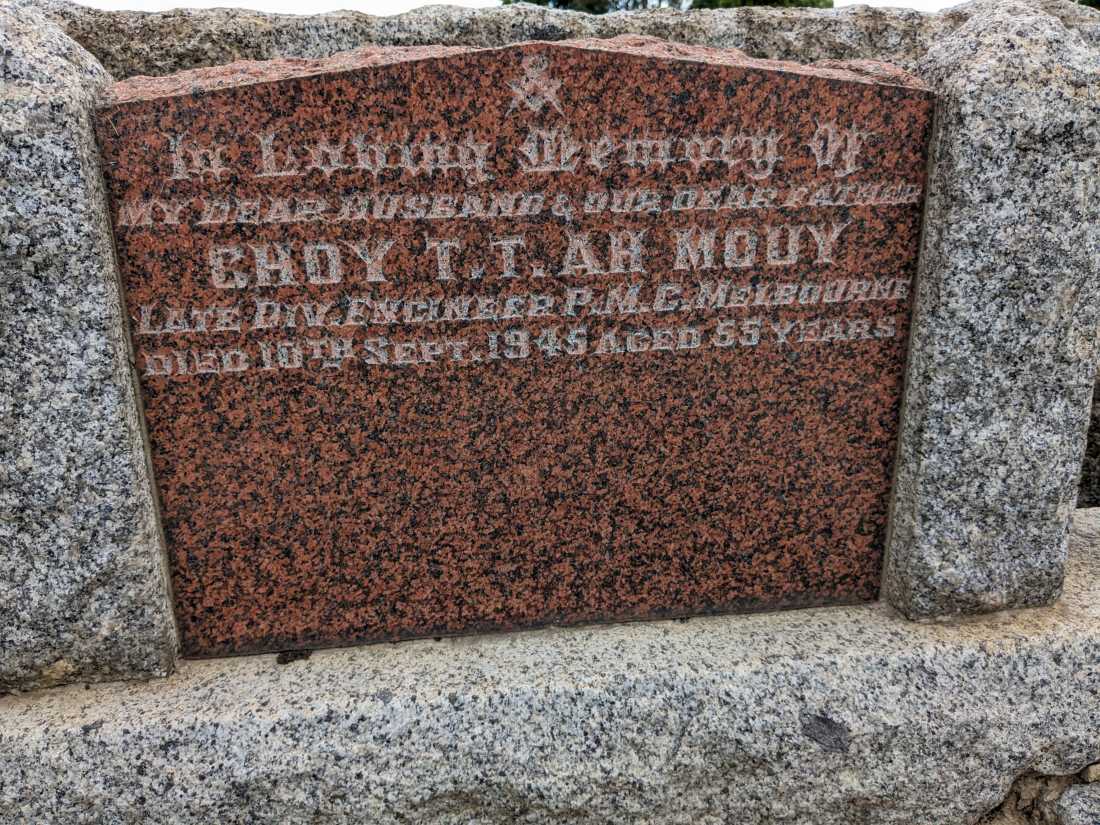 In Loving Memory Of
MY DEAR HUSBAND & OUR DEAR FATHER
CHOY T. T. AH MOUY
LATE DIV. ENGINEER P.M.G. MELBOURNE
DIED 10TH SEPT. 1945 AGED 55 YEARS